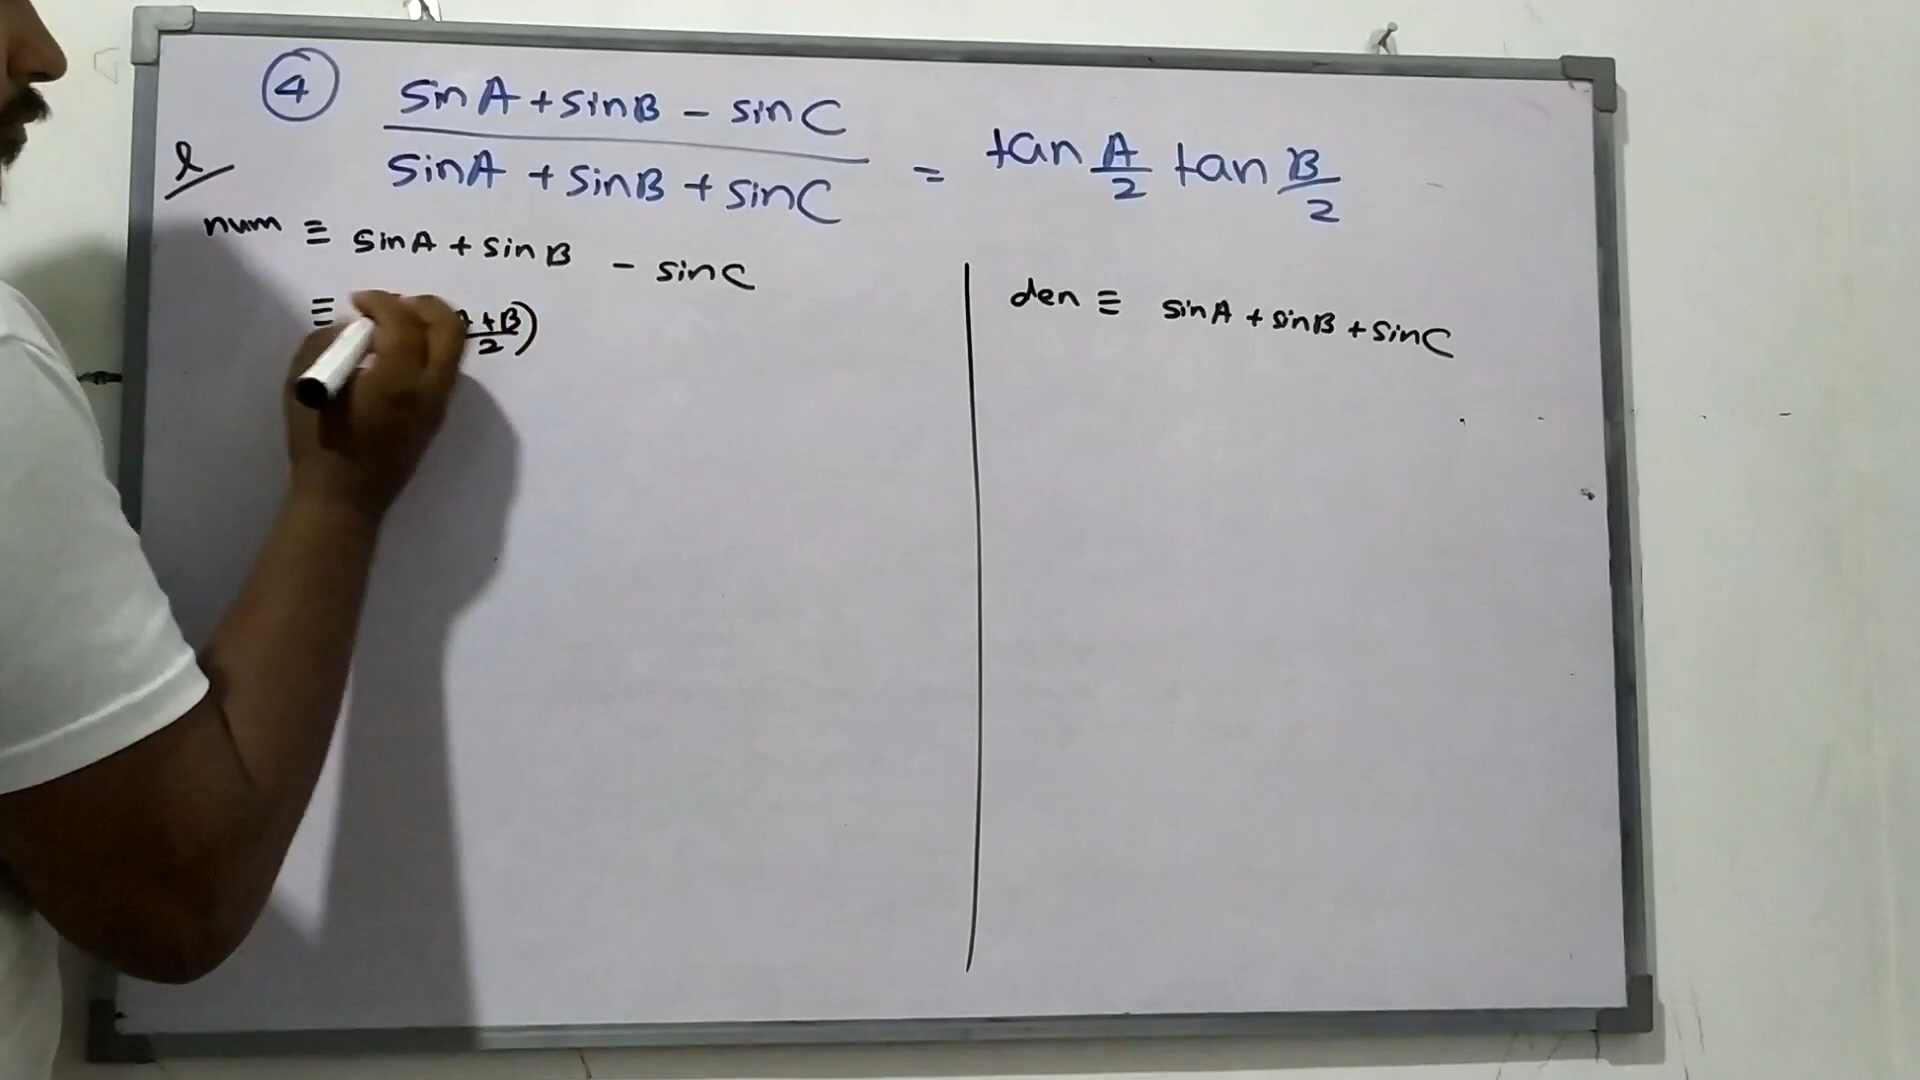 ④ sinA + sinB - sinC / sinA + sinB + sinC = tan A/2 tan B/2
num ≡ sinA + sinB - sinC
≡ A+B/2)
den ≡ sinA + sinB + sinC